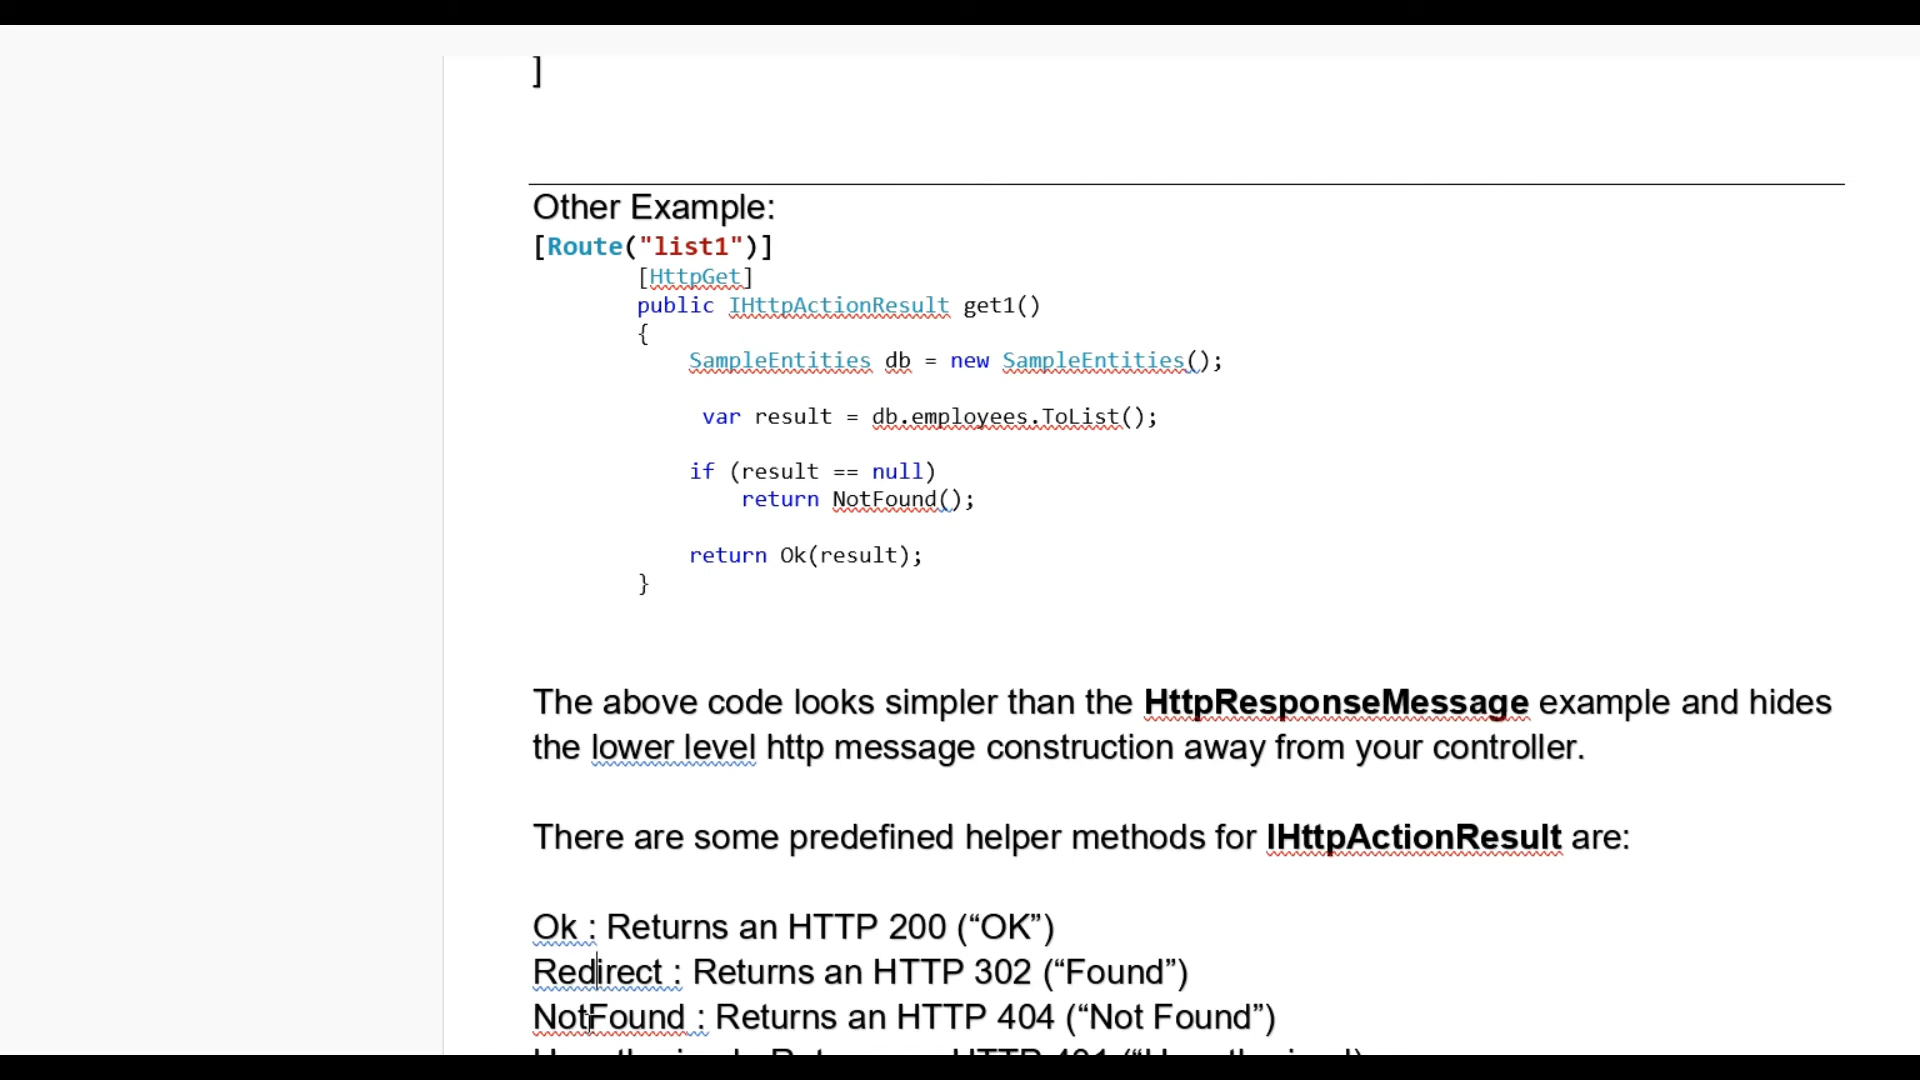 ]
Other Example:
[Route("list1")]
[HttpGet]
public IHttpActionResult get1()
{
SampleEntities db = new SampleEntities();
var result = db.employees.ToList();
if (result == null)
return NotFound();
return Ok(result);
}
The above code looks simpler than the HttpResponseMessage example and hides
the lower level http message construction away from your controller.
There are some predefined helper methods for IHttpActionResult are:
Ok : Returns an HTTP 200 (“OK”)
Redirect : Returns an HTTP 302 (“Found”)
NotFound : Returns an HTTP 404 (“Not Found”)